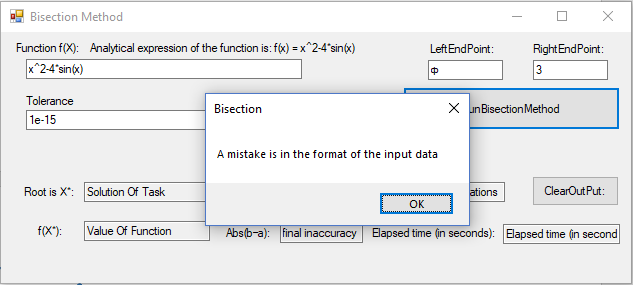 Bisection Method
Function f(X): Analytical expression of the function is: f(x) = x^2-4*sin(x)
LeftEndPoint: RightEndPoint:
x^2-4*sin(x)
ф 3
Tolerance
1e-15
Bisection
unBisectionMethod
A mistake is in the format of the input data
OK
Root is X*: Solution Of Task ations ClearOutPut:
f(X*): Value Of Function Abs(b-a): final inaccuracy Elapsed time (in seconds): Elapsed time (in second